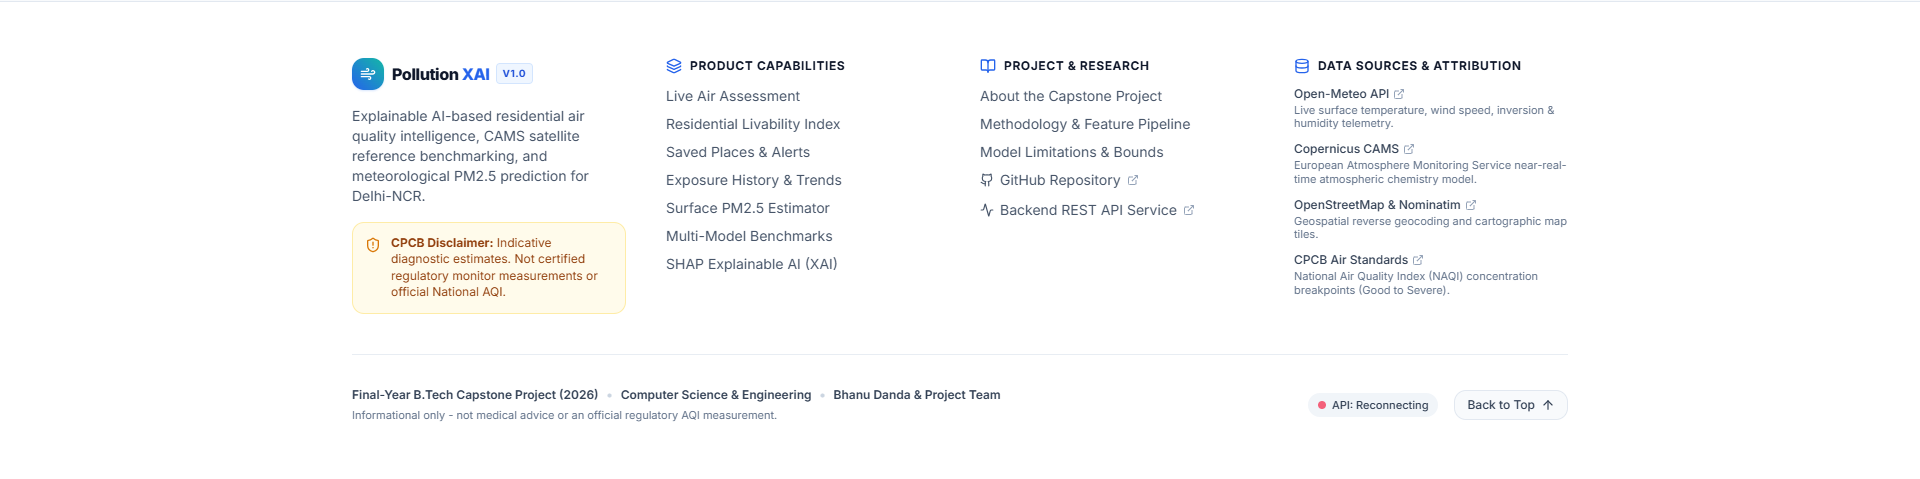 Pollution XAI V1.0
Explainable AI-based residential air
quality intelligence, CAMS satellite
reference benchmarking, and
meteorological PM2.5 prediction for
Delhi-NCR.
CPCB Disclaimer: Indicative
diagnostic estimates. Not certified
regulatory monitor measurements or
official National AQI.
PRODUCT CAPABILITIES
Live Air Assessment
Residential Livability Index
Saved Places & Alerts
Exposure History & Trends
Surface PM2.5 Estimator
Multi-Model Benchmarks
SHAP Explainable AI (XAI)
PROJECT & RESEARCH
About the Capstone Project
Methodology & Feature Pipeline
Model Limitations & Bounds
GitHub Repository
Backend REST API Service
DATA SOURCES & ATTRIBUTION
Open-Meteo API
Live surface temperature, wind speed, inversion &
humidity telemetry.
Copernicus CAMS
European Atmosphere Monitoring Service near-real-
time atmospheric chemistry model.
OpenStreetMap & Nominatim
Geospatial reverse geocoding and cartographic map
tiles.
CPCB Air Standards
National Air Quality Index (NAQI) concentration
breakpoints (Good to Severe).
Final-Year B.Tech Capstone Project (2026) • Computer Science & Engineering • Bhanu Danda & Project Team
Informational only - not medical advice or an official regulatory AQI measurement.
API: Reconnecting
Back to Top ↑